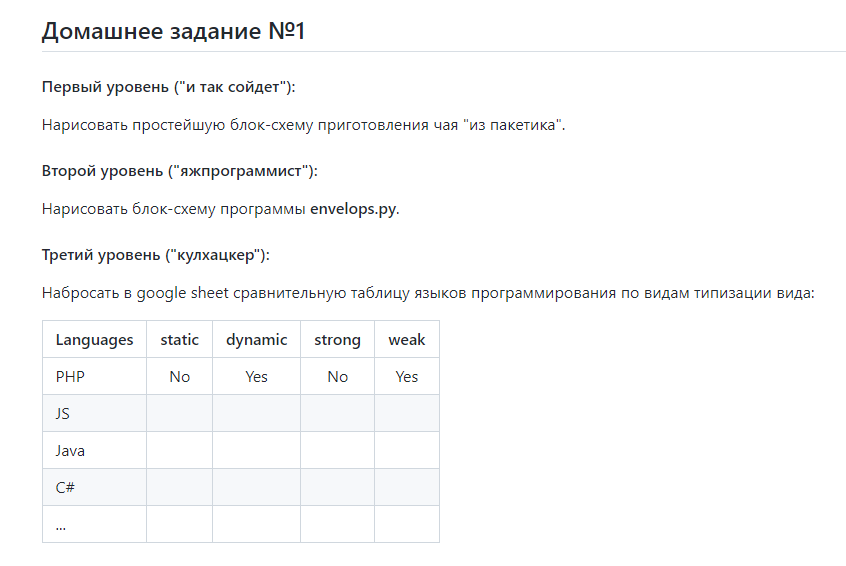 Домашнее задание №1
Первый уровень ("и так сойдет"):
Нарисовать простейшую блок-схему приготовления чая "из пакетика".
Второй уровень ("яжпрограммист"):
Нарисовать блок-схему программы envelops.py.
Третий уровень ("кулхацкер"):
Набросать в google sheet сравнительную таблицу языков программирования по видам типизации вида:
Languages static dynamic strong weak
PHP No Yes No Yes
JS
Java
C#
...